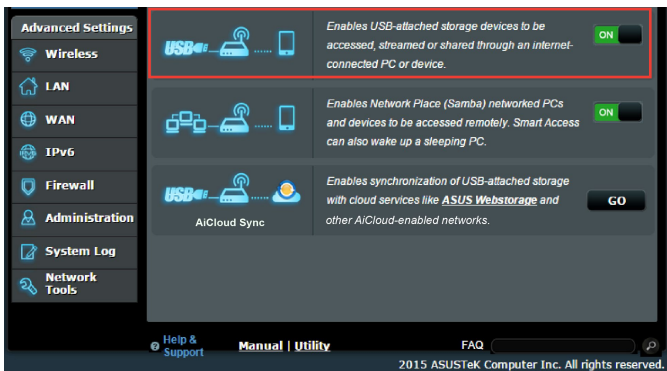 Advanced Settings
Wireless
LAN
WAN
IPv6
Firewall
Administration
System Log
Network
Tools
USB
Enables USB-attached storage devices to be
accessed, streamed or shared through an internet-
connected PC or device.
ON
Enables Network Place (Samba) networked PCs
and devices to be accessed remotely. Smart Access
can also wake up a sleeping PC.
ON
USB
AiCloud Sync
Enables synchronization of USB-attached storage
with cloud services like ASUS Webstorage and
other AiCloud-enabled networks.
GO
Help &
Support
Manual | Utility
FAQ
2015 ASUSTeK Computer Inc. All rights reserved.